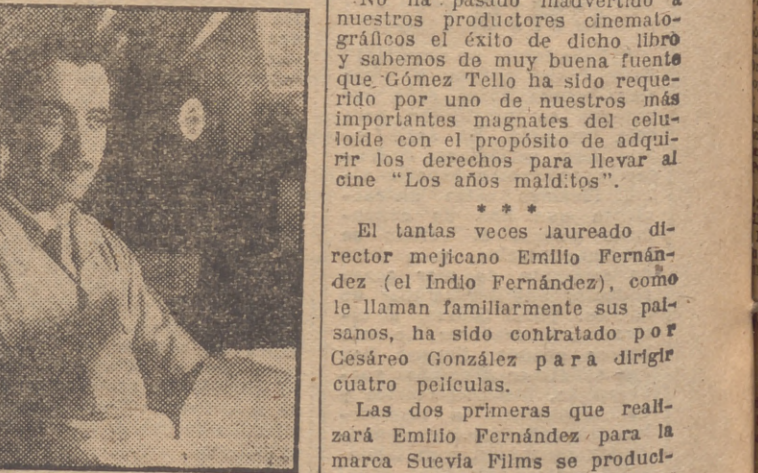 No ha pasado inadvertido a
nuestros productores cinemato-
gráficos el éxito de dicho libro
y sabemos de muy buena fuente
que Gómez Tello ha sido reque-
rido por uno de nuestros más
importantes magnates del celu-
loide con el propósito de adqui-
rir los derechos para llevar al
cine “Los años malditos”.
* * *
El tantas veces laureado di-
rector mejicano Emilio Fernán-
dez (el Indio Fernández), como
le llaman familiarmente sus pai-
sanos, ha sido contratado por
Cesáreo González para dirigir
cuatro películas.
Las dos primeras que reali-
zará Emilio Fernández para la
marca Suevia Films se produci-